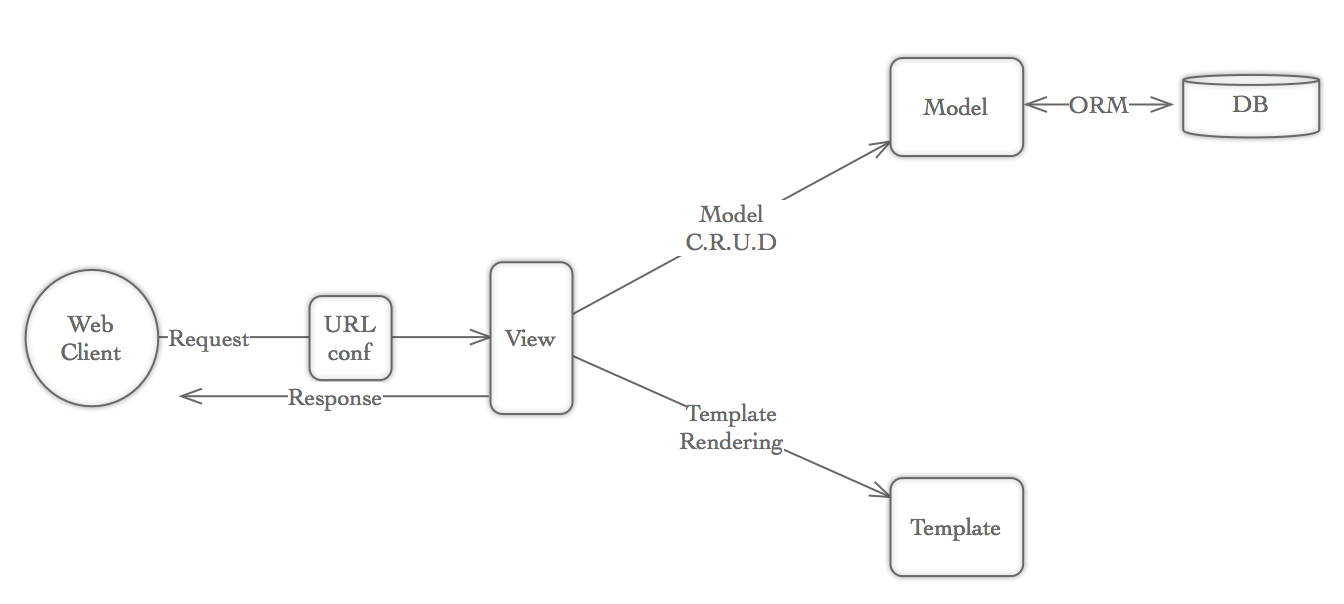 Web
Client
Request
URL
conf
View
Response
Model
C.R.U.D
Model
ORM
DB
Template
Rendering
Template